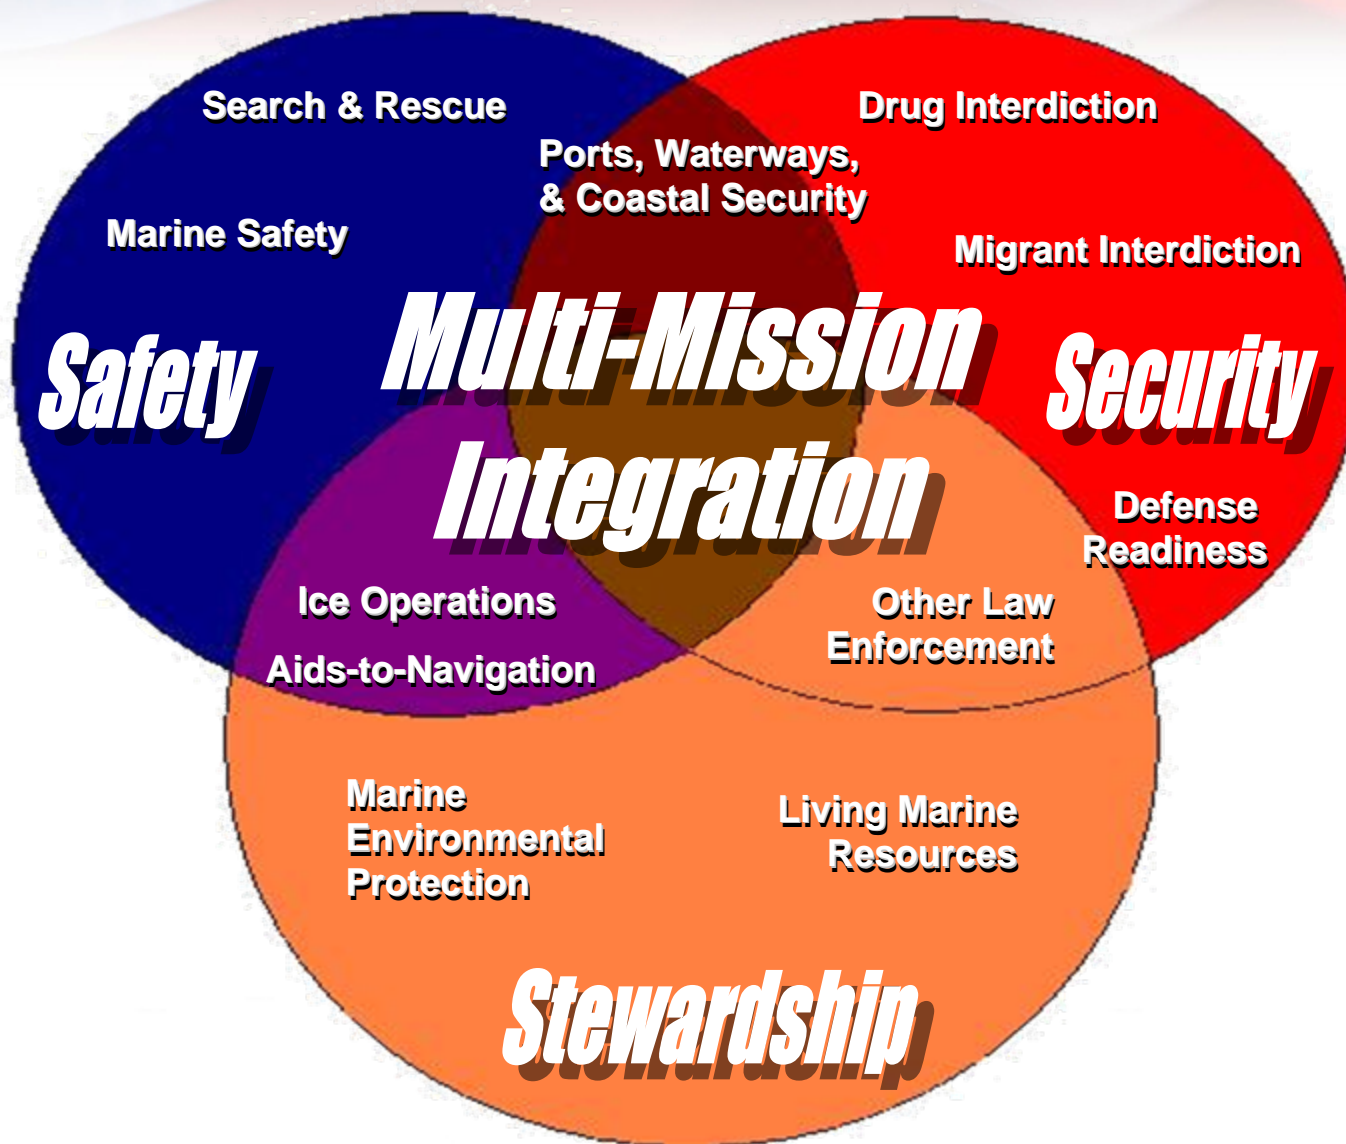 Search & Rescue
Drug Interdiction
Ports, Waterways,
& Coastal Security
Marine Safety
Migrant Interdiction
Multi-Mission
Integration
Safety
Security
Defense
Readiness
Ice Operations
Aids-to-Navigation
Other Law
Enforcement
Marine
Environmental
Protection
Living Marine
Resources
Stewardship